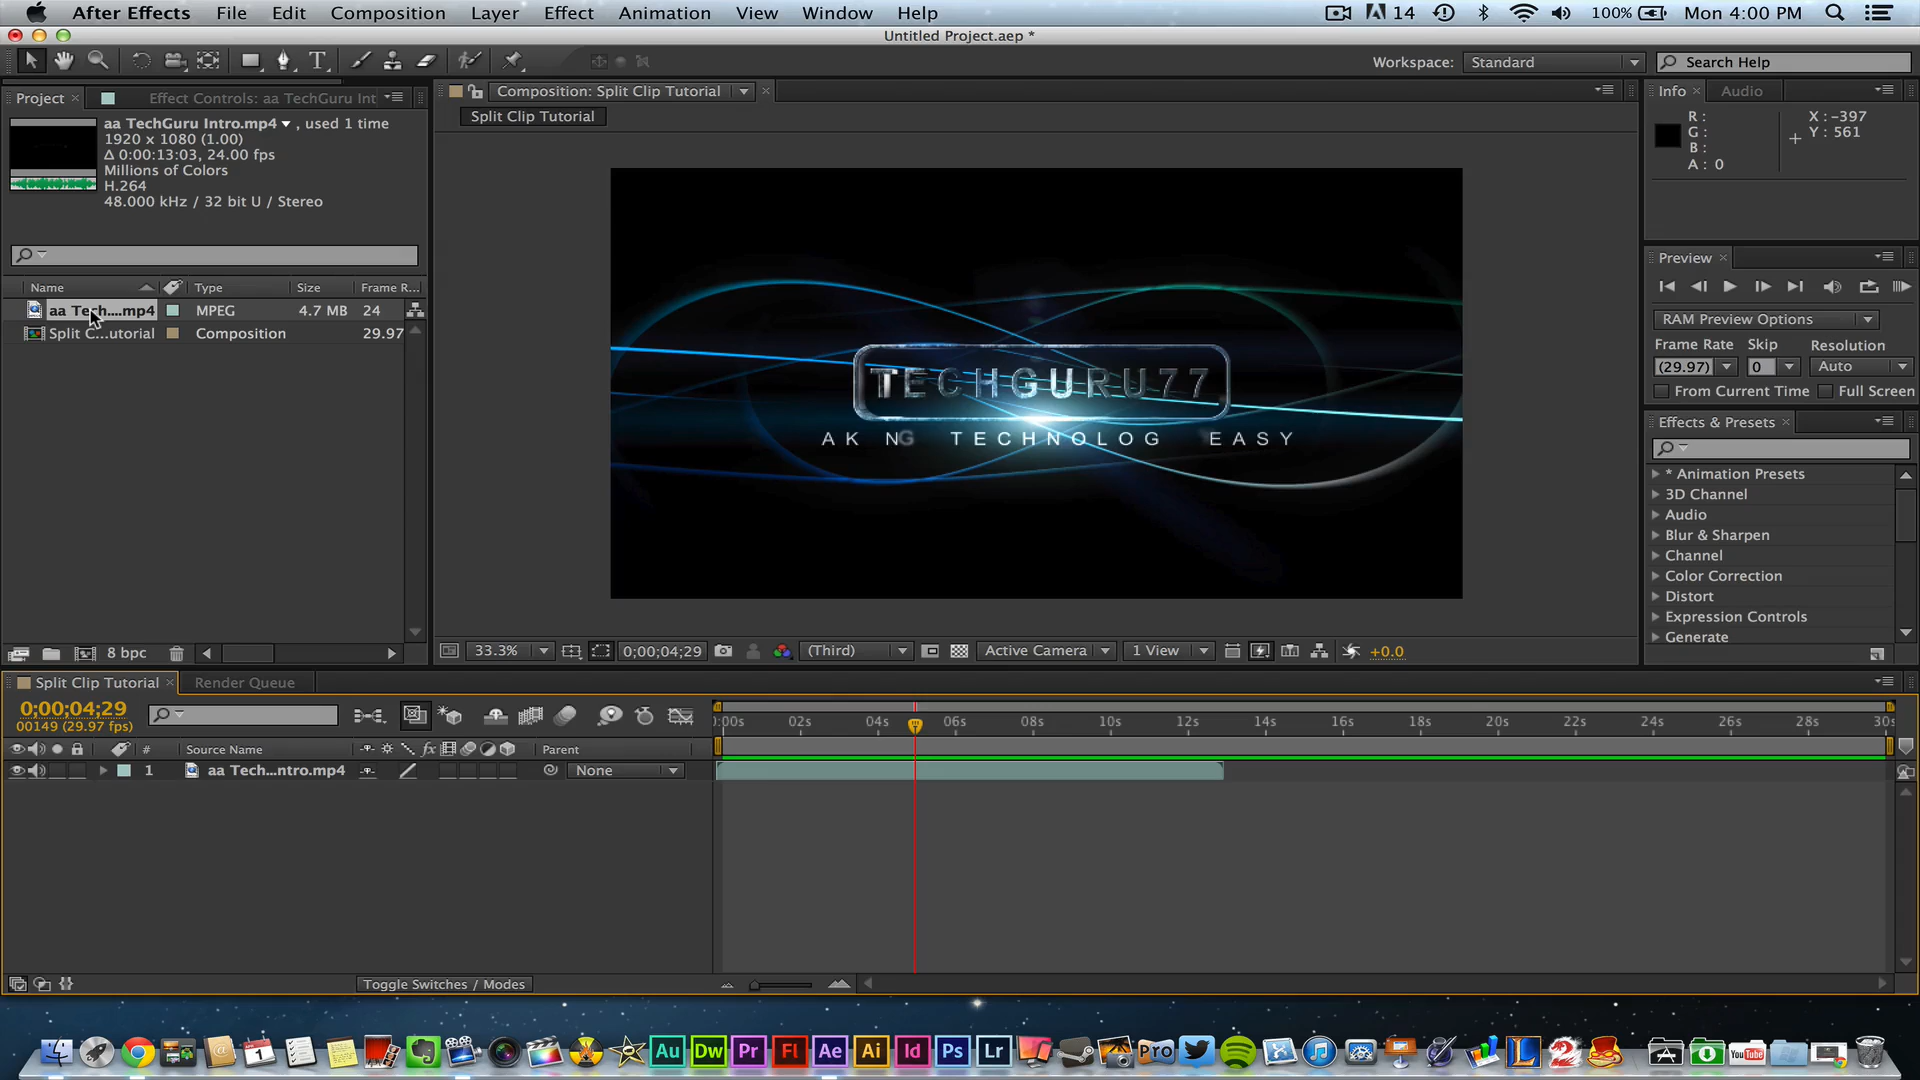 After Effects File Edit Composition Layer Effect Animation View Window Help 14 100% Mon 4:00 PM
Untitled Project.aep *
Workspace: Standard Search Help
Project Effect Controls: aa TechGuru Int
Composition: Split Clip Tutorial
Split Clip Tutorial
Info Audio
aa TechGuru Intro.mp4 , used 1 time
1920 x 1080 (1.00)
Δ 0:00:13:03, 24.00 fps
Millions of Colors
H.264
48.000 kHz / 32 bit U / Stereo
R: X: -397
G: Y: 561
B:
A: 0
Name Type Size Frame R...
aa Tech....mp4 MPEG 4.7 MB 24
Split C...utorial Composition 29.97
TECHGURU77
AK NG TECHNOLOG EASY
Preview
RAM Preview Options
Frame Rate Skip Resolution
(29.97) 0 Auto
From Current Time Full Screen
Effects & Presets
* Animation Presets
3D Channel
Audio
Blur & Sharpen
Channel
Color Correction
Distort
Expression Controls
Generate
8 bpc
33.3% 0;00;04;29 (Third) Active Camera 1 View +0.0
Split Clip Tutorial Render Queue
0;00;04;29
00149 (29.97 fps)
):00s 02s 04s 06s 08s 10s 12s 14s 16s 18s 20s 22s 24s 26s 28s 30s
# Source Name fx Parent
1 aa Tech...ntro.mp4 None
Toggle Switches / Modes
1 Au Dw Pr Fl Ae Ai Id Ps Lr Pro L 2 YouTube